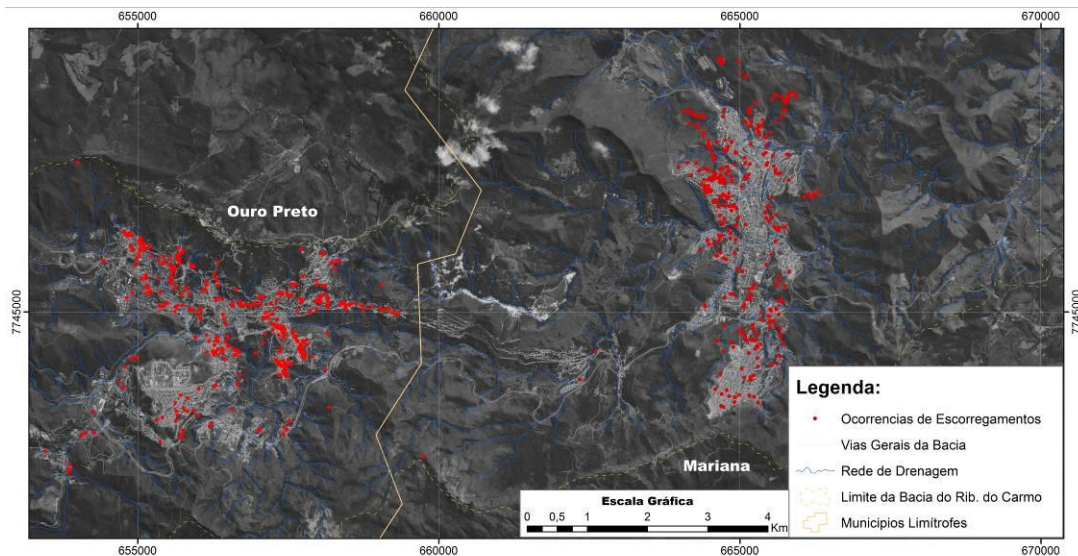 655000 660000 665000 670000
Ouro Preto
7745000 7745000
Legenda:
Ocorrencias de Escorregamentos
Vias Gerais da Bacia
Rede de Drenagem
Limite da Bacia do Rib. do Carmo
Municipios Limítrofes
Mariana
Escala Gráfica
0 0,5 1 2 3 4
Km
655000 660000 665000 670000